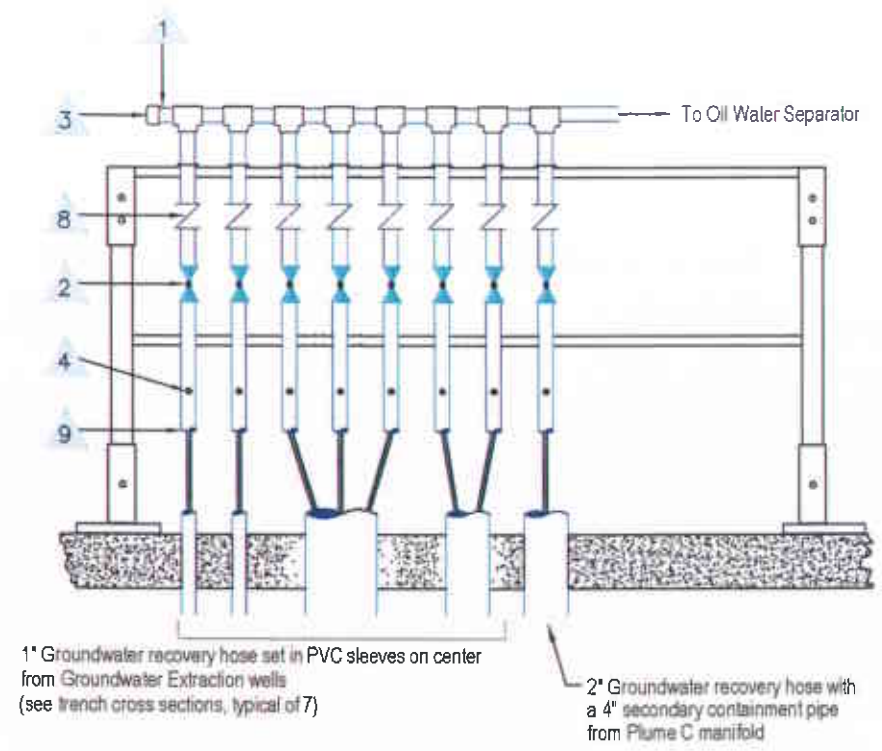 1
3
To Oil Water Separator
8
2
4
9
1" Groundwater recovery hose set in PVC sleeves on center
from Groundwater Extraction wells
(see trench cross sections, typical of 7)
2" Groundwater recovery hose with
a 4" secondary containment pipe
from Plume C manifold